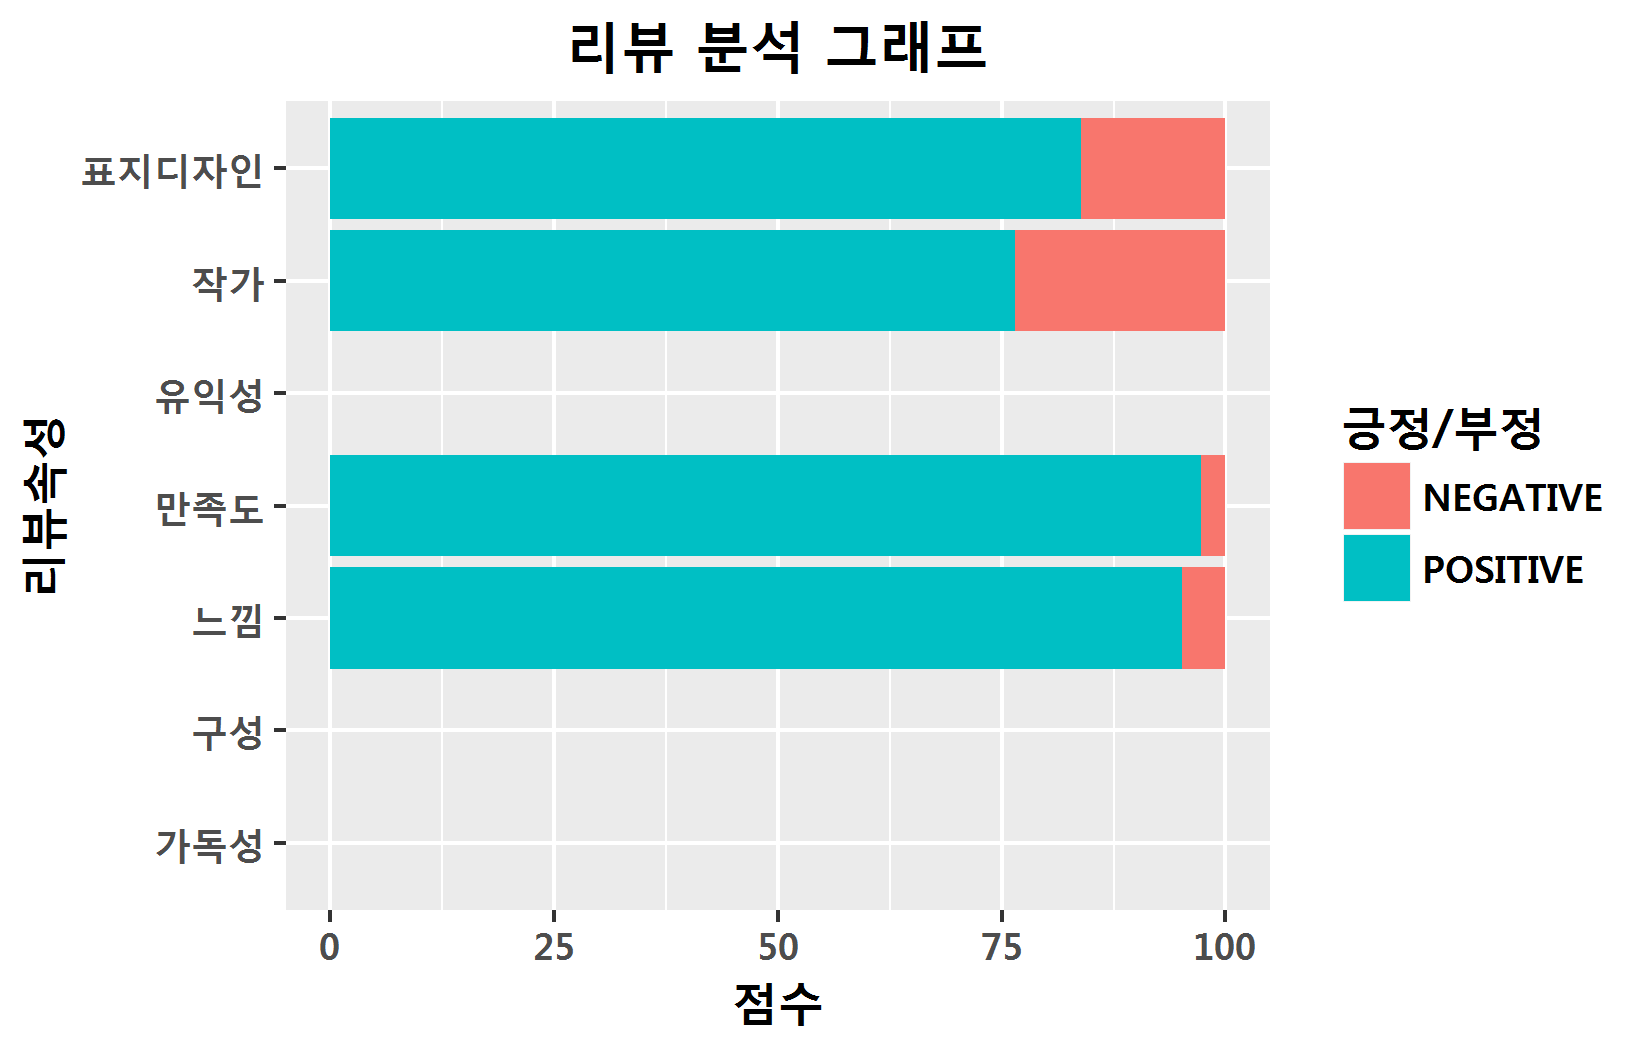 리뷰 분석 그래프
리뷰속성
표지디자인
작가
유익성
만족도
느낌
구성
가독성
0 25 50 75 100
점수
긍정/부정
NEGATIVE
POSITIVE